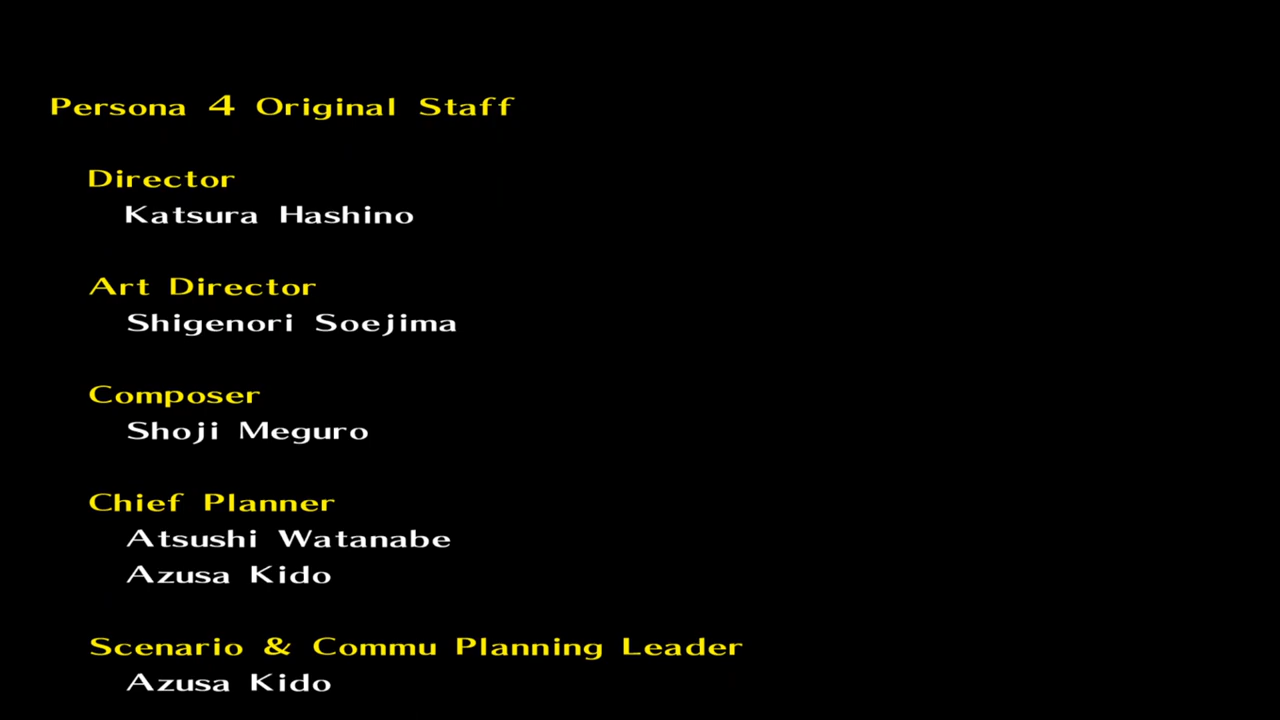 Persona 4 Original Staff
Director
Katsura Hashino
Art Director
Shigenori Soejima
Composer
Shoji Meguro
Chief Planner
Atsushi Watanabe
Azusa Kido
Scenario & Commu Planning Leader
Azusa Kido